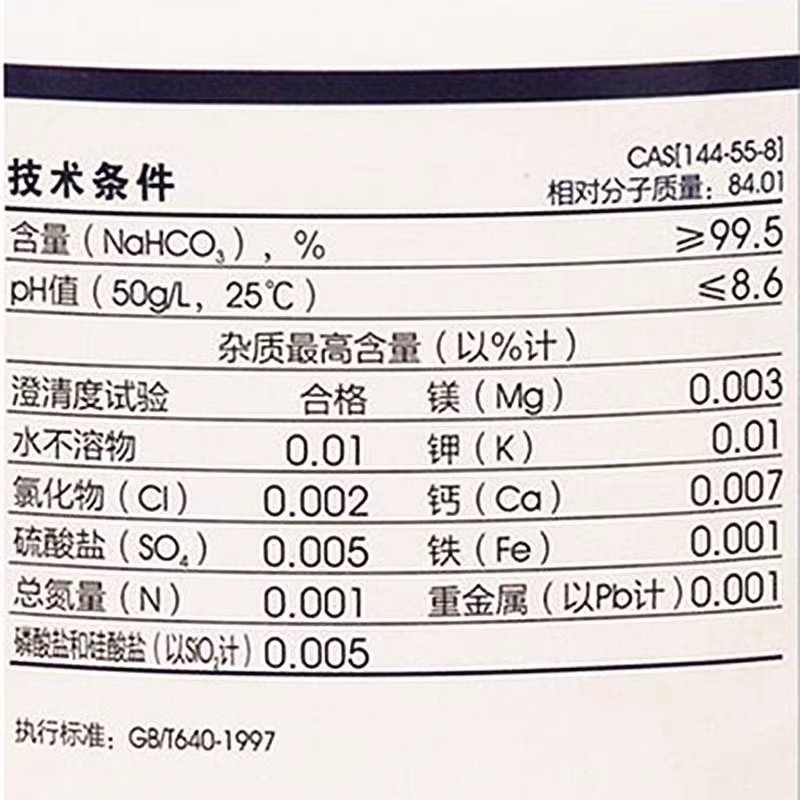 CAS[144-55-8]
技术条件 相对分子质量：84.01
含量（NaHCO₃），% ≥99.5
pH值（50g/L，25℃） ≤8.6
杂质最高含量（以%计）
澄清度试验 合格 镁（Mg） 0.003
水不溶物 0.01 钾（K） 0.01
氯化物（Cl） 0.002 钙（Ca） 0.007
硫酸盐（SO₄） 0.005 铁（Fe） 0.001
总氮量（N） 0.001 重金属（以Pb计） 0.001
磷酸盐和硅酸盐（以SiO₂计） 0.005
执行标准：GB/T640-1997